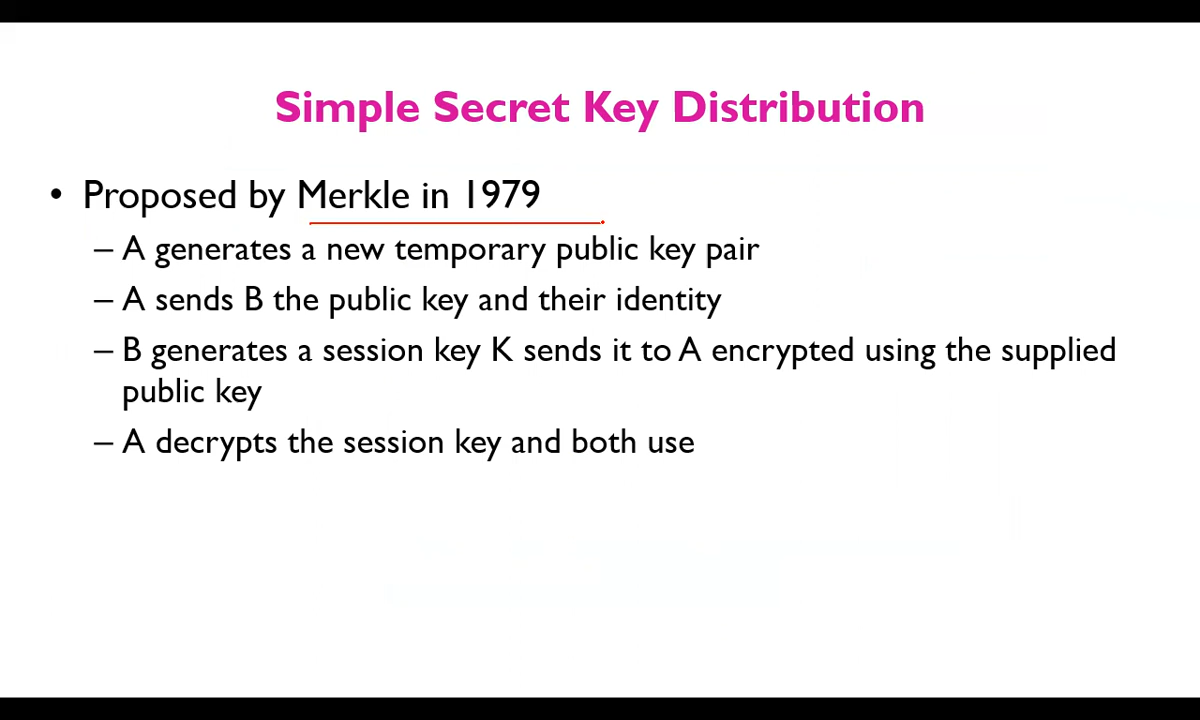 Simple Secret Key Distribution
• Proposed by Merkle in 1979
– A generates a new temporary public key pair
– A sends B the public key and their identity
– B generates a session key K sends it to A encrypted using the supplied
public key
– A decrypts the session key and both use